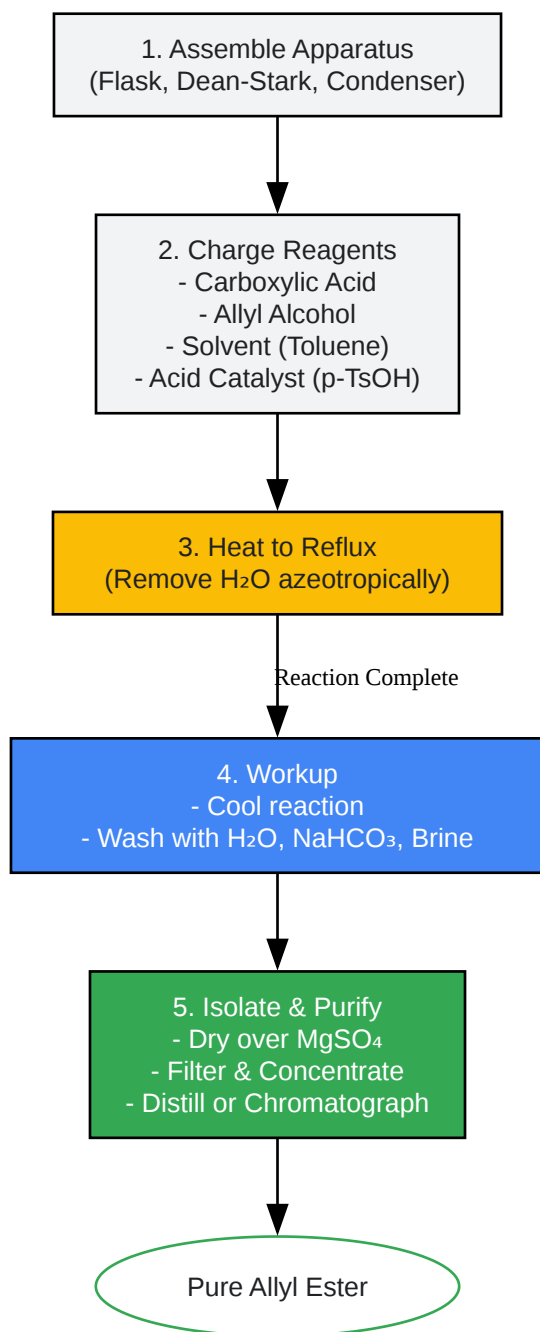 1. Assemble Apparatus
(Flask, Dean-Stark, Condenser)
2. Charge Reagents
- Carboxylic Acid
- Allyl Alcohol
- Solvent (Toluene)
- Acid Catalyst (p-TsOH)
3. Heat to Reflux
(Remove H₂O azeotropically)
Reaction Complete
4. Workup
- Cool reaction
- Wash with H₂O, NaHCO₃, Brine
5. Isolate & Purify
- Dry over MgSO₄
- Filter & Concentrate
- Distill or Chromatograph
Pure Allyl Ester